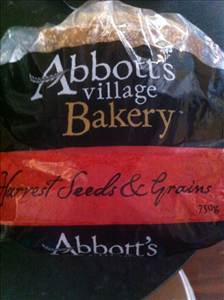 Abbott's
village
Bakery
Harvest Seeds & Grains
750g
Abbott's